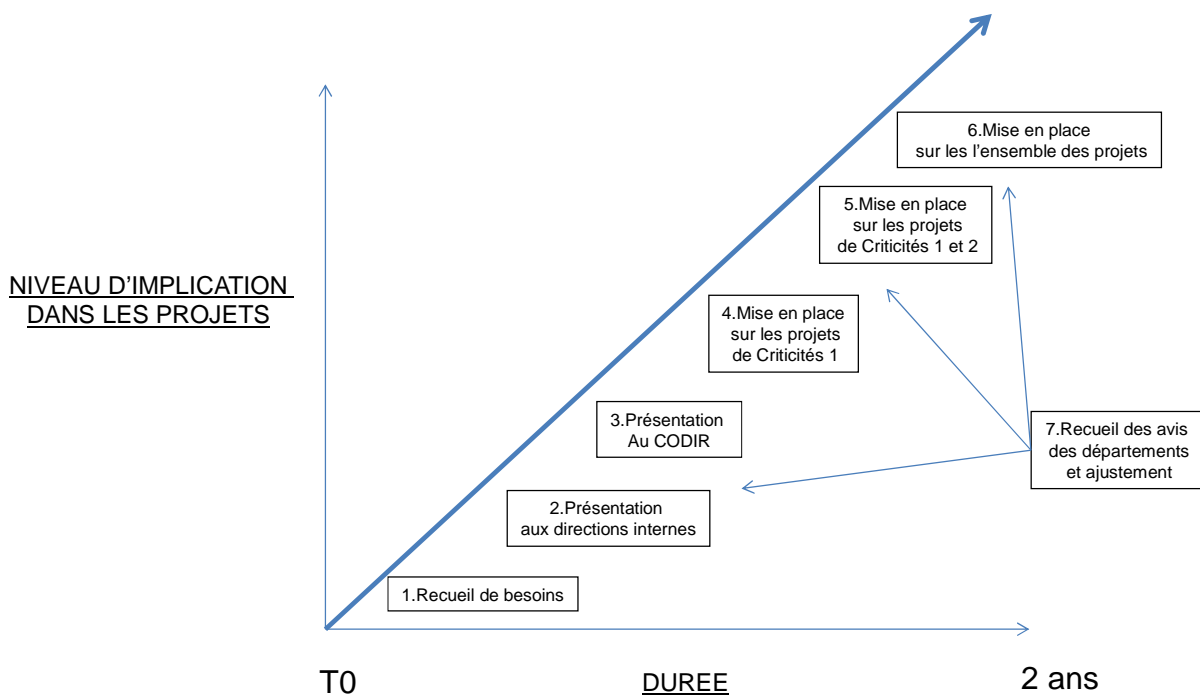 6.Mise en place
sur les l'ensemble des projets
5.Mise en place
sur les projets
de Criticités 1 et 2
NIVEAU D'IMPLICATION
DANS LES PROJETS
4.Mise en place
sur les projets
de Criticités 1
3.Présentation
Au CODIR
7.Recueil des avis
des départements
et ajustement
2.Présentation
aux directions internes
1.Recueil de besoins
T0
DUREE
2 ans